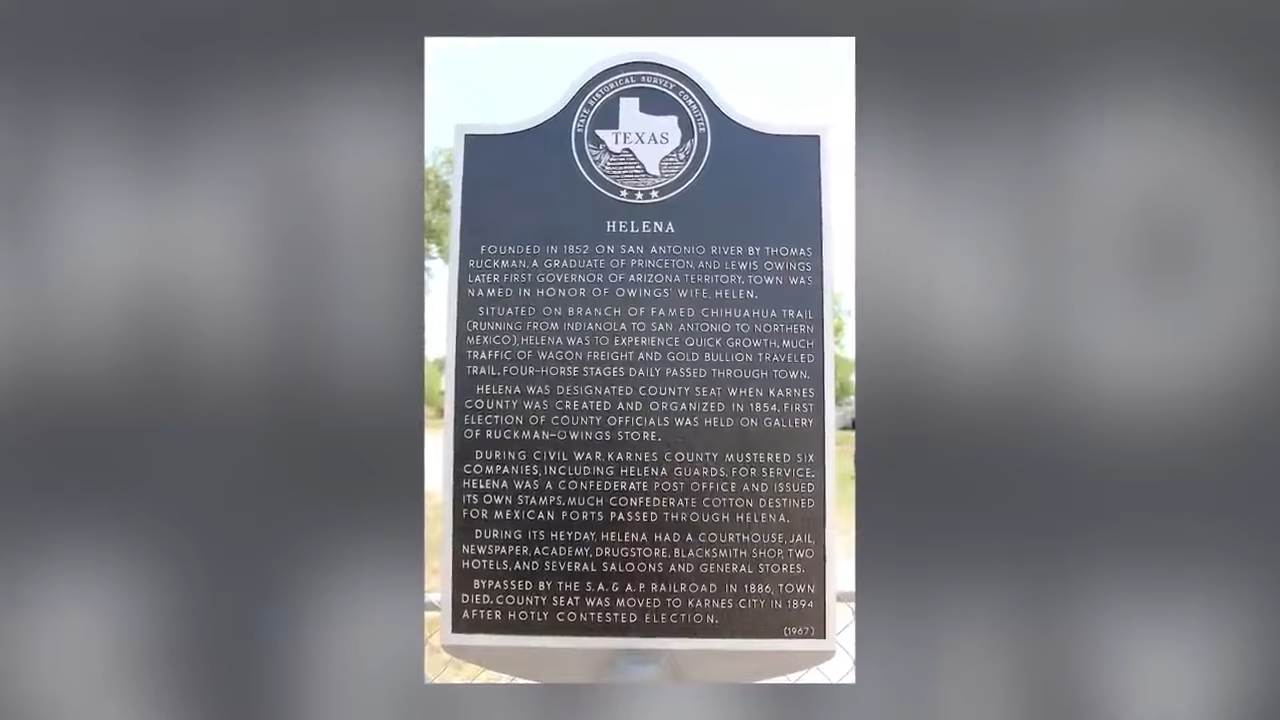 STATE HISTORICAL SURVEY COMMITTEE
TEXAS
HELENA
FOUNDED IN 1852 ON SAN ANTONIO RIVER BY THOMAS
RUCKMAN, A GRADUATE OF PRINCETON, AND LEWIS OWINGS
LATER FIRST GOVERNOR OF ARIZONA TERRITORY. TOWN WAS
NAMED IN HONOR OF OWINGS' WIFE, HELEN.
SITUATED ON BRANCH OF FAMED CHIHUAHUA TRAIL
(RUNNING FROM INDIANOLA TO SAN ANTONIO TO NORTHERN
MEXICO), HELENA WAS TO EXPERIENCE QUICK GROWTH. MUCH
TRAFFIC OF WAGON FREIGHT AND GOLD BULLION TRAVELED
TRAIL. FOUR-HORSE STAGES DAILY PASSED THROUGH TOWN.
HELENA WAS DESIGNATED COUNTY SEAT WHEN KARNES
COUNTY WAS CREATED AND ORGANIZED IN 1854. FIRST
ELECTION OF COUNTY OFFICIALS WAS HELD ON GALLERY
OF RUCKMAN-OWINGS STORE.
DURING CIVIL WAR, KARNES COUNTY MUSTERED SIX
COMPANIES, INCLUDING HELENA GUARDS, FOR SERVICE.
HELENA WAS A CONFEDERATE POST OFFICE AND ISSUED
ITS OWN STAMPS. MUCH CONFEDERATE COTTON DESTINED
FOR MEXICAN PORTS PASSED THROUGH HELENA.
DURING ITS HEYDAY, HELENA HAD A COURTHOUSE, JAIL,
NEWSPAPER, ACADEMY, DRUGSTORE, BLACKSMITH SHOP, TWO
HOTELS, AND SEVERAL SALOONS AND GENERAL STORES.
BYPASSED BY THE S.A. & A.P. RAILROAD IN 1886, TOWN
DIED. COUNTY SEAT WAS MOVED TO KARNES CITY IN 1894
AFTER HOTLY CONTESTED ELECTION.
(1967)